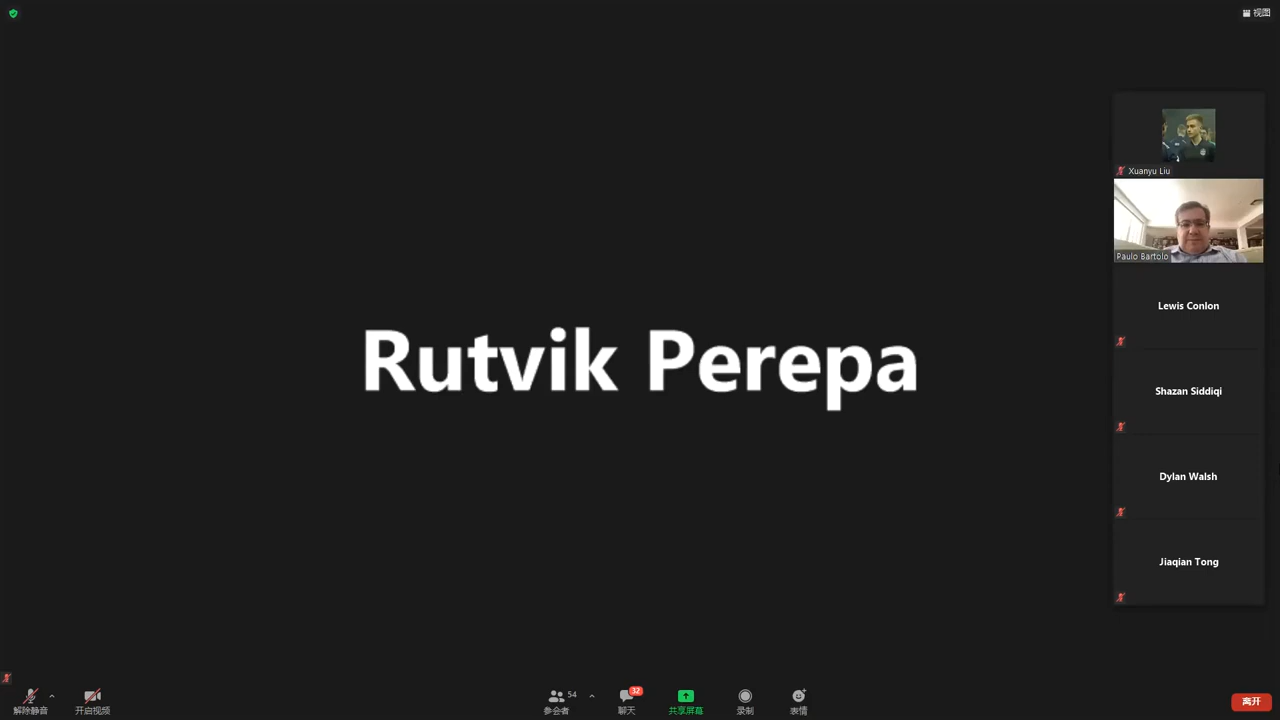 视图
Xuanyu Liu
Paulo Bartolo
Lewis Conlon
Shazan Siddiqi
Dylan Walsh
Jiaqian Tong
Rutvik Perepa
解除静音
开启视频
54
参会者
32
聊天
共享屏幕
录制
表情
离开